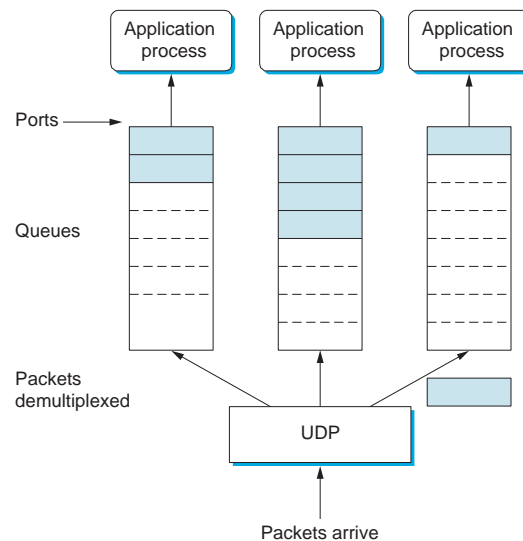 Application
process
Application
process
Application
process
Ports
Queues
Packets
demultiplexed
UDP
Packets arrive